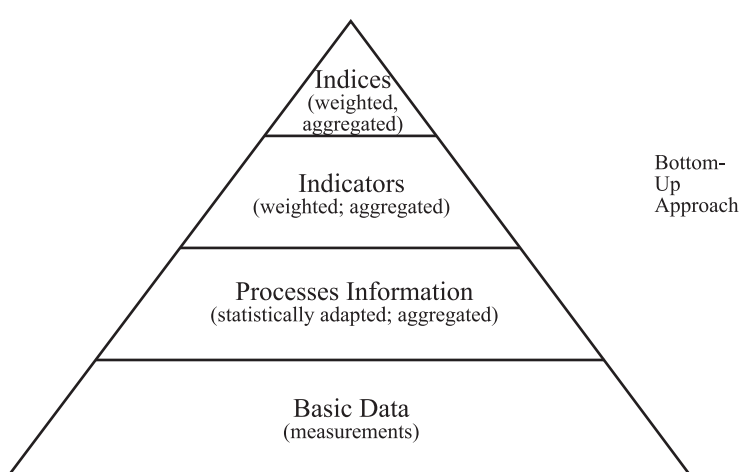 Indices
(weighted,
aggregated)
Indicators
(weighted; aggregated)
Bottom-
Up
Approach
Processes Information
(statistically adapted; aggregated)
Basic Data
(measurements)